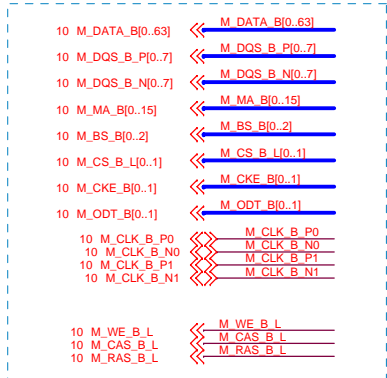 10 M_DATA_B[0..63] M_DATA_B[0..63]
10 M_DQS_B_P[0..7] M_DQS_B_P[0..7]
10 M_DQS_B_N[0..7] M_DQS_B_N[0..7]
10 M_MA_B[0..15] M_MA_B[0..15]
10 M_BS_B[0..2] M_BS_B[0..2]
10 M_CS_B_L[0..1] M_CS_B_L[0..1]
10 M_CKE_B[0..1] M_CKE_B[0..1]
10 M_ODT_B[0..1] M_ODT_B[0..1]
10 M_CLK_B_P0 M_CLK_B_P0
10 M_CLK_B_N0 M_CLK_B_N0
10 M_CLK_B_P1 M_CLK_B_P1
10 M_CLK_B_N1 M_CLK_B_N1
10 M_WE_B_L M_WE_B_L
10 M_CAS_B_L M_CAS_B_L
10 M_RAS_B_L M_RAS_B_L